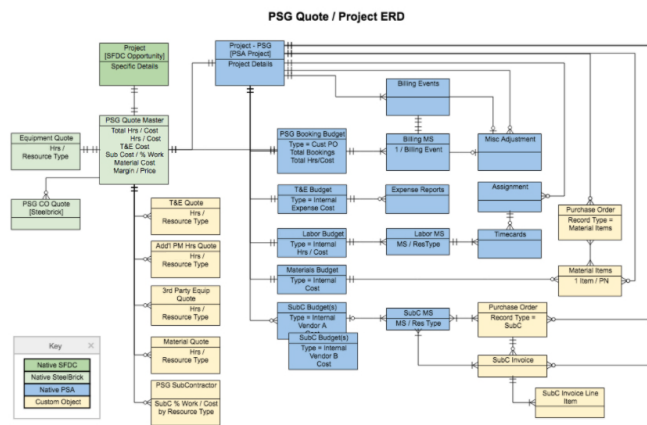 PSG Quote / Project ERD
Project
[SFDC Opportunity]
Specific Details
Project - PSG
[PSA Project]
Project Details
PSG Quote Master
Total Hrs / Cost
Hrs / Cost
T&E Cost
Sub Cost / % Work
Material Cost
Margin / Price
Equipment Quote
Hrs /
Resource Type
PSG CO Quote
[Steelbrick]
T&E Quote
Hrs /
Resource Type
Add'l PM Hrs Quote
Hrs /
Resource Type
3rd Party Equip
Quote
Hrs /
Resource Type
Material Quote
Hrs /
Resource Type
PSG SubContractor
SubC % Work / Cost
by Resource Type
Billing Events
PSG Booking Budget
Type = Cust PO
Total Bookings
Total Hrs/Cost
Billing MS
1 / Billing Event
Misc Adjustment
T&E Budget
Type = Internal
Expense Cost
Expense Reports
Assignment
Labor Budget
Type = Internal
Hrs / Cost
Labor MS
MS / ResType
Timecards
Purchase Order
Record Type =
Material Items
Materials Budget
Type = Internal
Cost
Material Items
1 Item / PN
SubC Budget(s)
Type = Internal
Vendor A
SubC Budget(s)
Type = Internal
Vendor B
Cost
SubC MS
MS / Res Type
Purchase Order
Record Type =
SubC
SubC Invoice
SubC Invoice Line
Item
Key
Native SFDC
Native SteelBrick
Native PSA
Custom Object